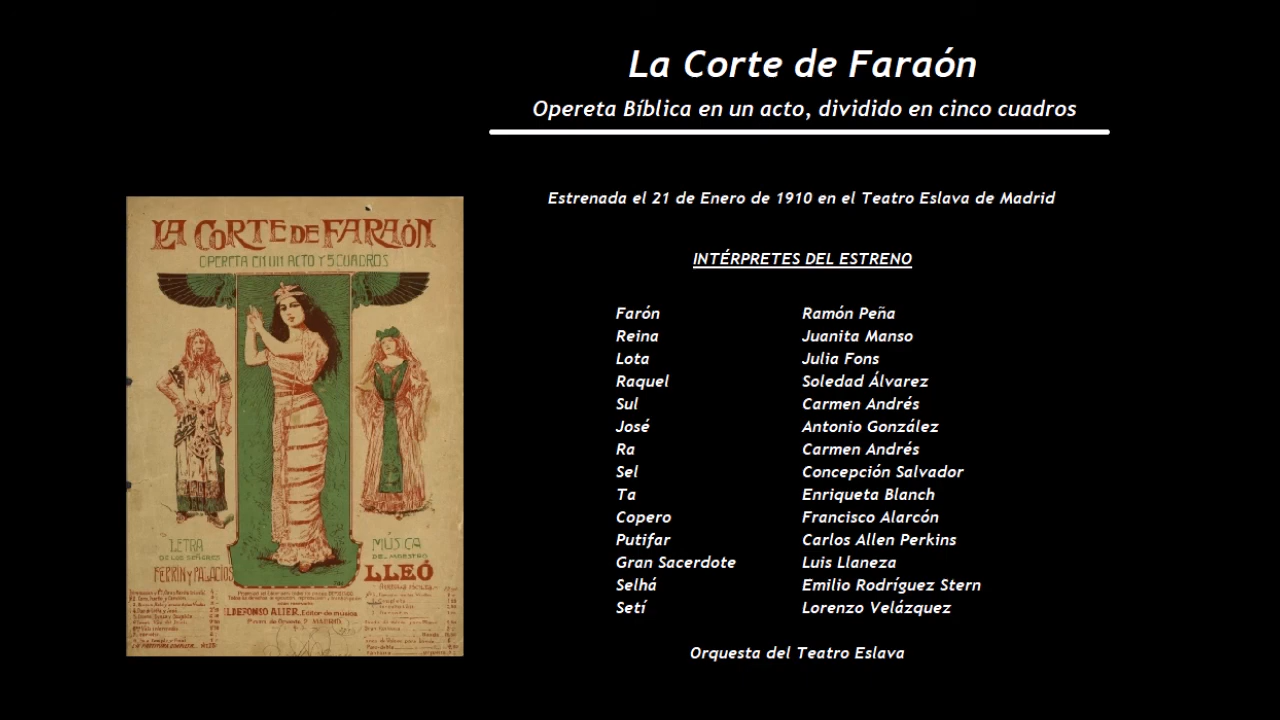 La Corte de Faraón
Opereta Bíblica en un acto, dividido en cinco cuadros
Estrenada el 21 de Enero de 1910 en el Teatro Eslava de Madrid
INTÉRPRETES DEL ESTRENO
Farón Ramón Peña
Reina Juanita Manso
Lota Julia Fons
Raquel Soledad Álvarez
Sul Carmen Andrés
José Antonio González
Ra Carmen Andrés
Sel Concepción Salvador
Ta Enriqueta Blanch
Copero Francisco Alarcón
Putifar Carlos Allen Perkins
Gran Sacerdote Luis Llaneza
Selhá Emilio Rodríguez Stern
Setí Lorenzo Velázquez
Orquesta del Teatro Eslava
LA CORTE DE FARAÓN
OPERETA EN UN ACTO Y 5 CUADROS
LETRA
DE LOS SEÑORES
PERRÍN Y PALACIOS
MÚSICA
DEL MAESTRO
LLEÓ
ILDEFONSO ALIER. Editor de música